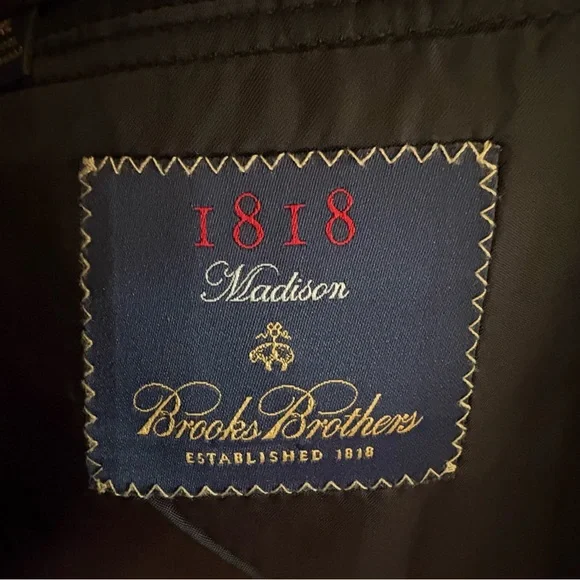 1818
Madison
Brooks Brothers
ESTABLISHED 1818